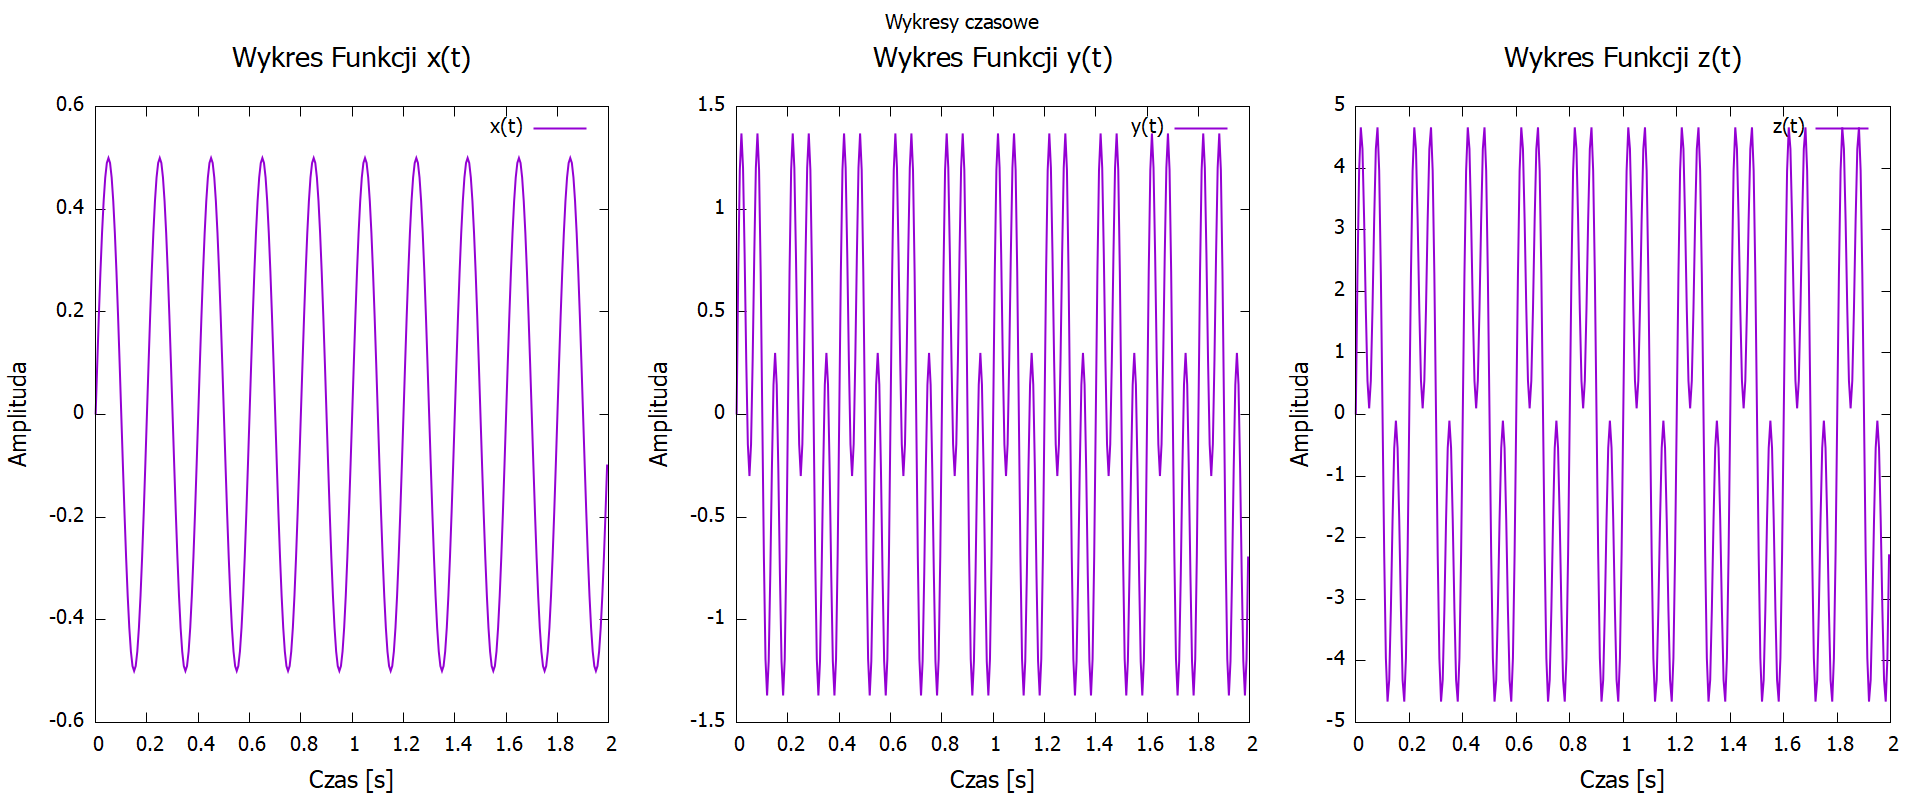 Wykresy czasowe
Wykres Funkcji x(t)
0.6
0.4
0.2
0
-0.2
-0.4
-0.6
x(t)
Amplituda
0 0.2 0.4 0.6 0.8 1 1.2 1.4 1.6 1.8 2
Czas [s]
Wykres Funkcji y(t)
1.5
1
0.5
0
-0.5
-1
-1.5
y(t)
Amplituda
0 0.2 0.4 0.6 0.8 1 1.2 1.4 1.6 1.8 2
Czas [s]
Wykres Funkcji z(t)
5
4
3
2
1
0
-1
-2
-3
-4
-5
z(t)
Amplituda
0 0.2 0.4 0.6 0.8 1 1.2 1.4 1.6 1.8 2
Czas [s]